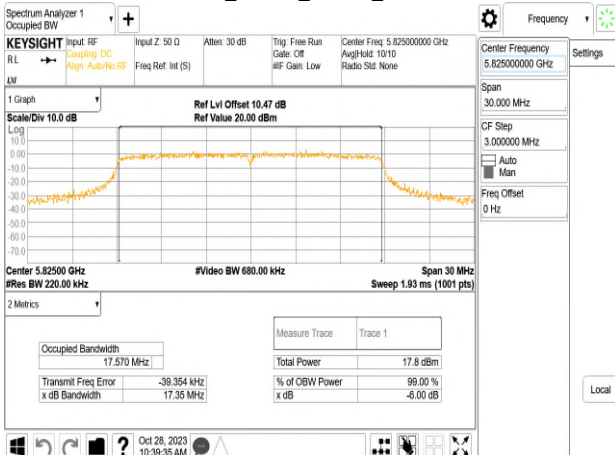 Spectrum Analyzer 1
Occupied BW
Frequency
KEYSIGHT
RL
Input: RF
Coupling: DC
Align: Auto/No RF
Input Z: 50 Ω
Freq Ref: Int (S)
Atten: 30 dB
Trig: Free Run
Gate: Off
#IF Gain: Low
Center Freq: 5.825000000 GHz
Avg|Hold: 10/10
Radio Std: None
Center Frequency
5.825000000 GHz
Settings
Span
30.000 MHz
CF Step
3.000000 MHz
Auto
Man
Freq Offset
0 Hz
Local
1 Graph
Scale/Div 10.0 dB
Ref Lvl Offset 10.47 dB
Ref Value 20.00 dBm
Log
10.0
0.00
-10.0
-20.0
-30.0
-40.0
-50.0
-60.0
-70.0
Center 5.82500 GHz
#Res BW 220.00 kHz
#Video BW 680.00 kHz
Span 30 MHz
Sweep 1.93 ms (1001 pts)
2 Metrics
Measure Trace Trace 1
Occupied Bandwidth
17.570 MHz
Total Power 17.8 dBm
Transmit Freq Error -39.354 kHz
% of OBW Power 99.00 %
x dB Bandwidth 17.35 MHz
x dB -6.00 dB
?
Oct 28, 2023
10:39:35 AM